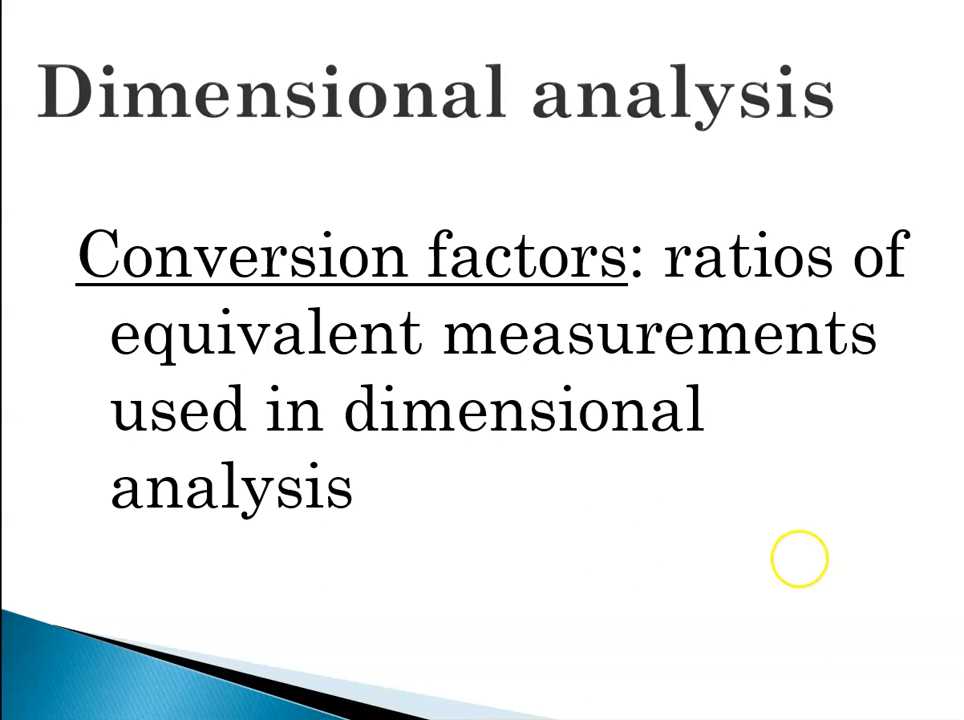 Dimensional analysis
Conversion factors: ratios of
equivalent measurements
used in dimensional
analysis